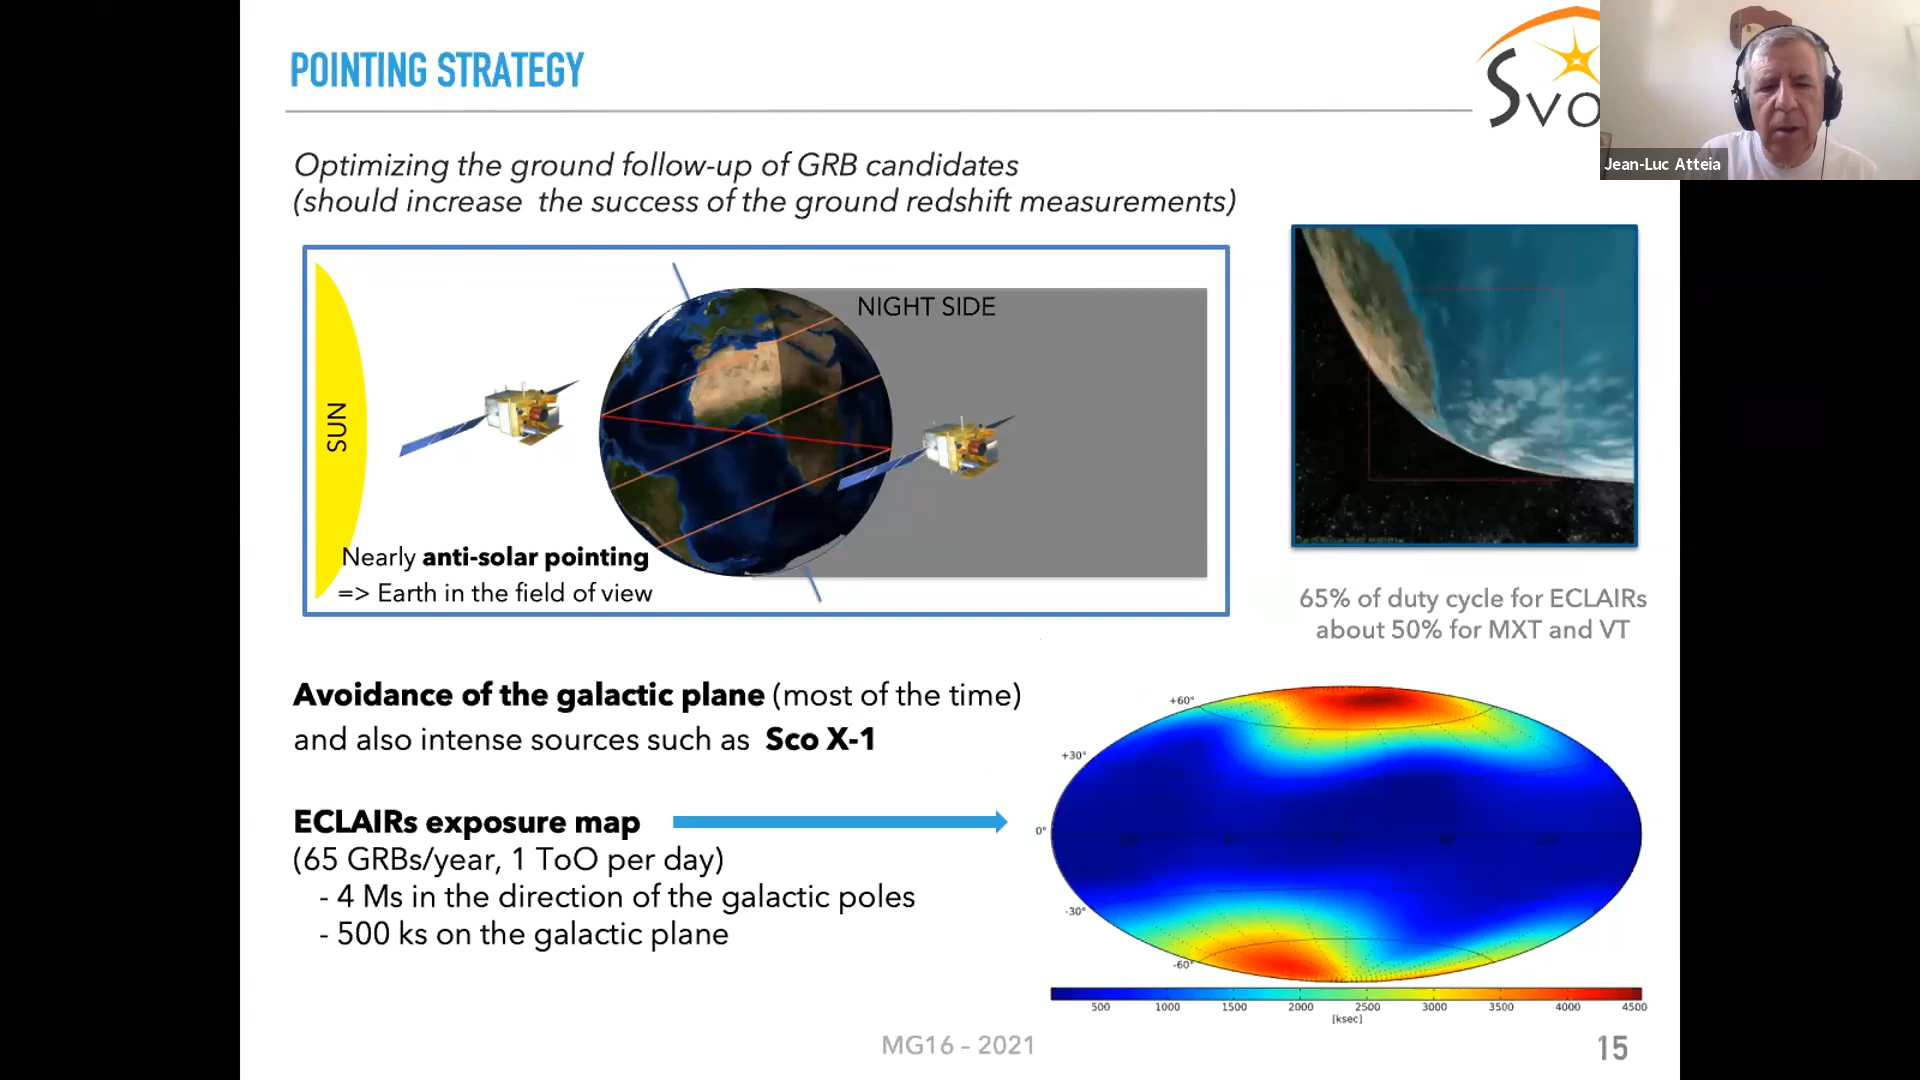 POINTING STRATEGY
SVO
Jean-Luc Atteia
Optimizing the ground follow-up of GRB candidates
(should increase the success of the ground redshift measurements)
NIGHT SIDE
SUN
Nearly anti-solar pointing
=> Earth in the field of view
65% of duty cycle for ECLAIRs
about 50% for MXT and VT
Avoidance of the galactic plane (most of the time)
and also intense sources such as Sco X-1
ECLAIRs exposure map
(65 GRBs/year, 1 ToO per day)
- 4 Ms in the direction of the galactic poles
- 500 ks on the galactic plane
+60°
+30°
0°
-30°
-60°
500 1000 1500 2000 2500 3000 3500 4000 4500
[ksec]
MG16 - 2021
15